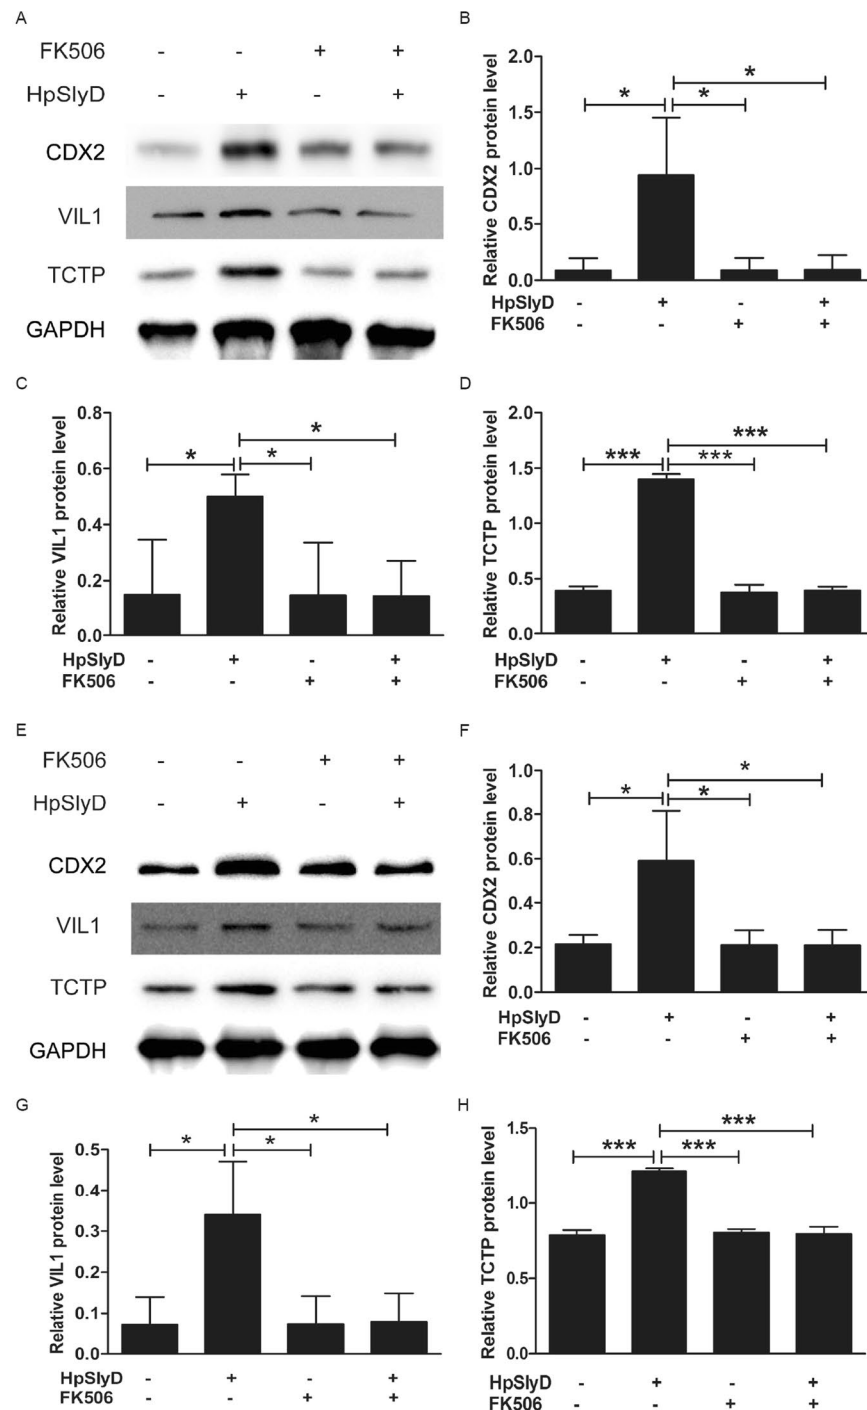 A
FK506 - - + +
HpSlyD - + - +
CDX2
VIL1
TCTP
GAPDH
B
Relative CDX2 protein level
2.0
1.5
1.0
0.5
0.0
* * *
HpSlyD - + - +
FK506 - - + +
C
Relative VIL1 protein level
0.8
0.6
0.4
0.2
0.0
* * *
HpSlyD - + - +
FK506 - - + +
D
Relative TCTP protein level
2.0
1.5
1.0
0.5
0.0
*** *** ***
HpSlyD - + - +
FK506 - - + +
E
FK506 - - + +
HpSlyD - + - +
CDX2
VIL1
TCTP
GAPDH
F
Relative CDX2 protein level
1.0
0.8
0.6
0.4
0.2
0.0
* * *
HpSlyD - + - +
FK506 - - + +
G
Relative VIL1 protein level
0.5
0.4
0.3
0.2
0.1
0.0
* * *
HpSlyD - + - +
FK506 - - + +
H
Relative TCTP protein level
1.5
1.0
0.5
0.0
*** *** ***
HpSlyD - + - +
FK506 - - + +